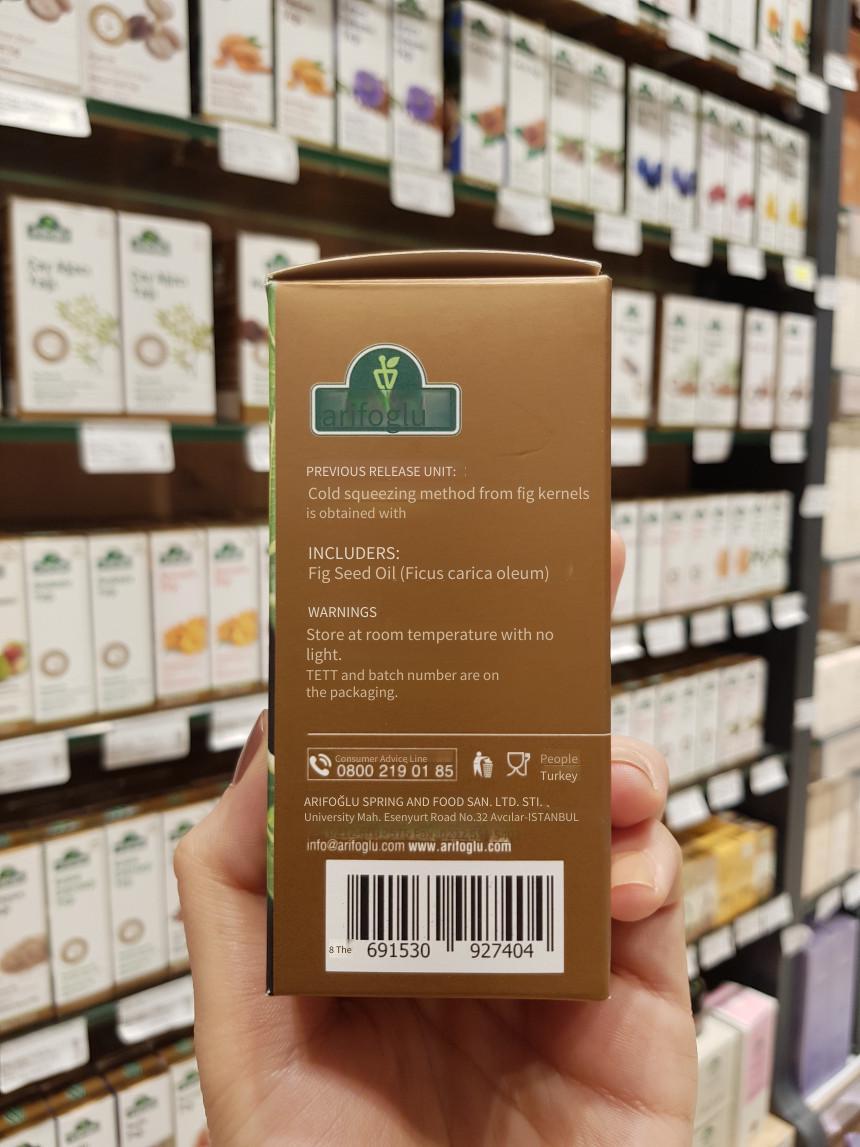 arifoglu
PREVIOUS RELEASE UNIT:
Cold squeezing method from fig kernels
is obtained with
INCLUDERS:
Fig Seed Oil (Ficus carica oleum)
WARNINGS
Store at room temperature with no
light.
TETT and batch number are on
the packaging.
Consumer Advice Line
0800 219 01 85
People
Turkey
ARIFOĞLU SPRING AND FOOD SAN. LTD. STI.
University Mah. Esenyurt Road No.32 Avcılar-ISTANBUL
info@arifoglu.com www.arifoglu.com
8 The 691530 927404